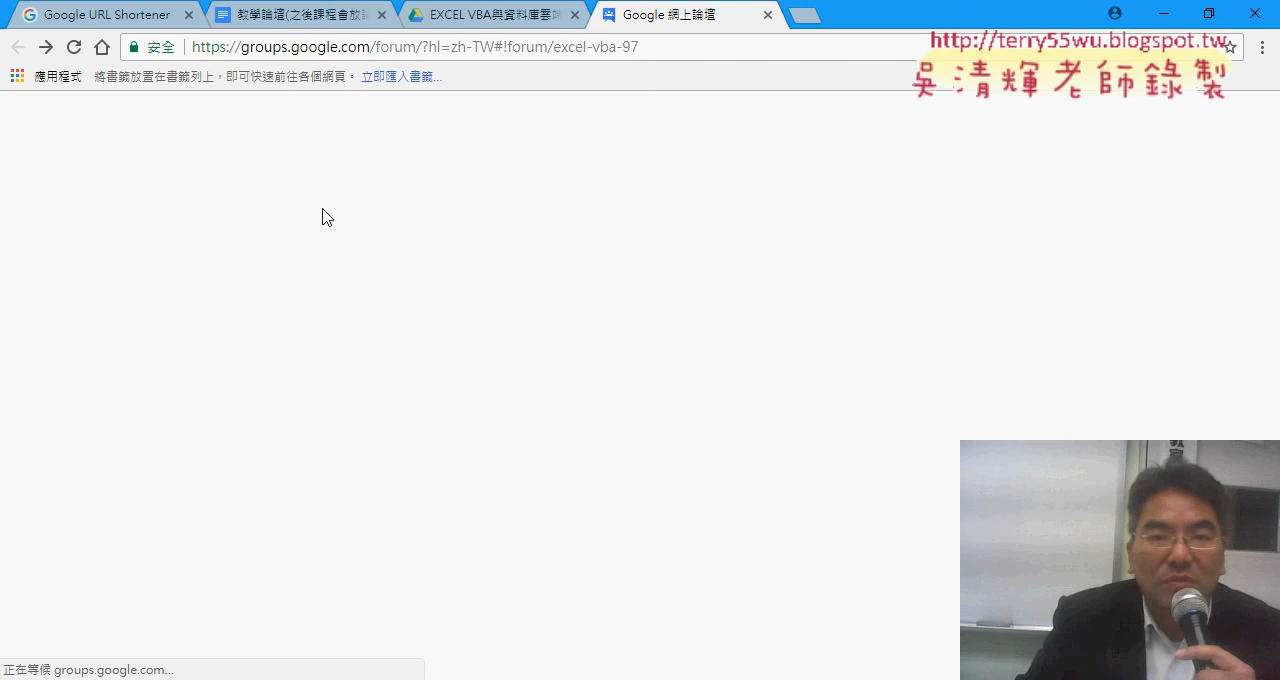 Google URL Shortener
教學論壇(之後課程會放
EXCEL VBA與資料庫雲端
Google 網上論壇
安全
https://groups.google.com/forum/?hl=zh-TW#!forum/excel-vba-97
http://terry55wu.blogspot.tw
應用程式
將書籤放置在書籤列上，即可快速前往各個網頁。 立即匯入書籤...
吳清輝老師錄製
正在等候 groups.google.com...